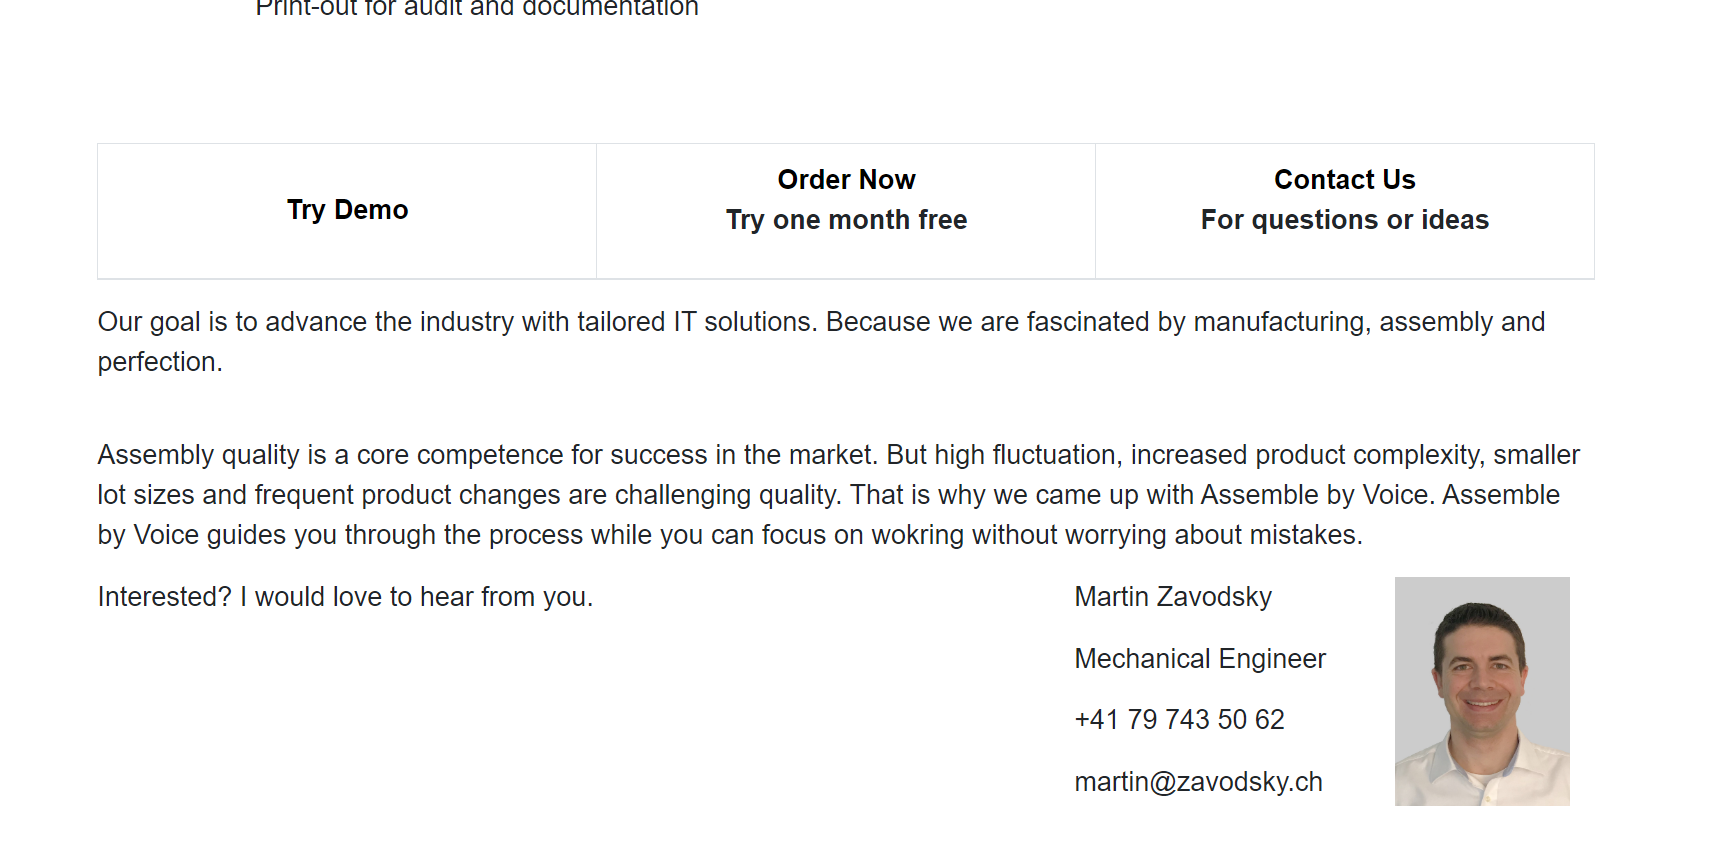 Print-out for audit and documentation
Try Demo
Order Now
Try one month free
Contact Us
For questions or ideas
Our goal is to advance the industry with tailored IT solutions. Because we are fascinated by manufacturing, assembly and
perfection.
Assembly quality is a core competence for success in the market. But high fluctuation, increased product complexity, smaller
lot sizes and frequent product changes are challenging quality. That is why we came up with Assemble by Voice. Assemble
by Voice guides you through the process while you can focus on wokring without worrying about mistakes.
Interested? I would love to hear from you.
Martin Zavodsky
Mechanical Engineer
+41 79 743 50 62
martin@zavodsky.ch